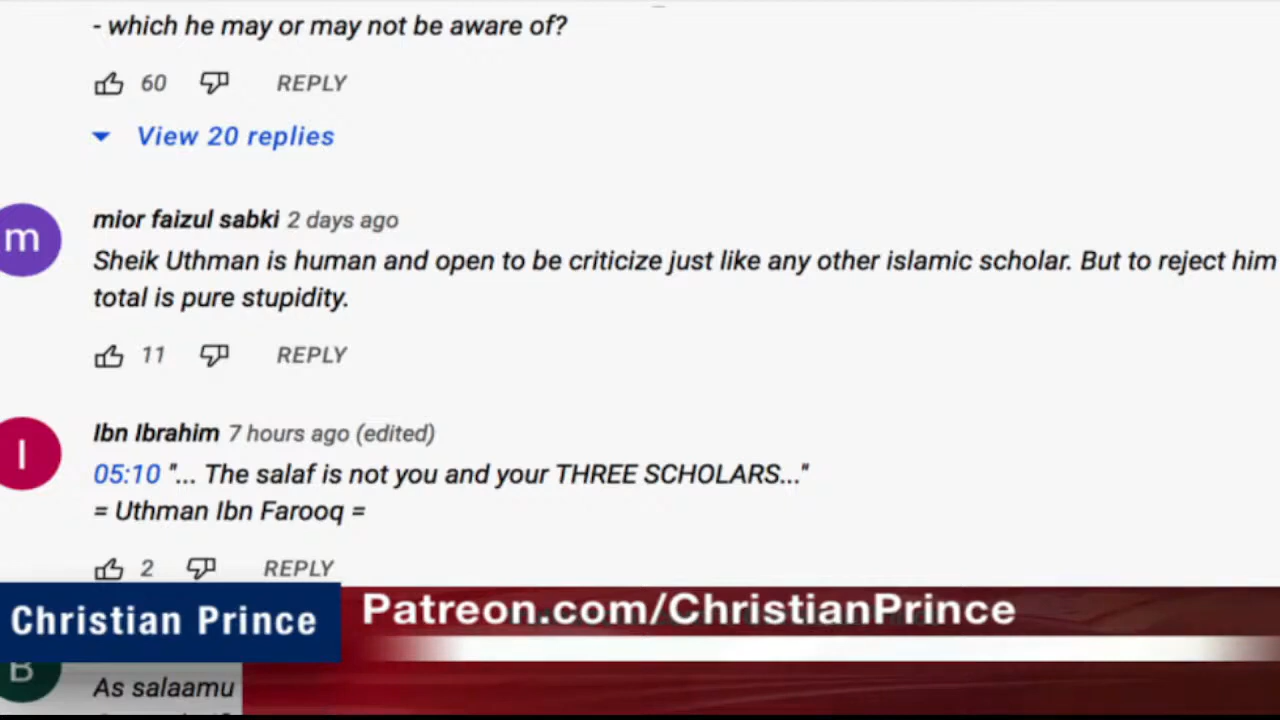 - which he may or may not be aware of?
60 REPLY
View 20 replies
m
mior faizul sabki 2 days ago
Sheik Uthman is human and open to be criticize just like any other islamic scholar. But to reject him
total is pure stupidity.
11 REPLY
I
Ibn Ibrahim 7 hours ago (edited)
05:10 "... The salaf is not you and your THREE SCHOLARS..."
= Uthman Ibn Farooq =
2 REPLY
Christian Prince
Patreon.com/ChristianPrince
B
As salaamu